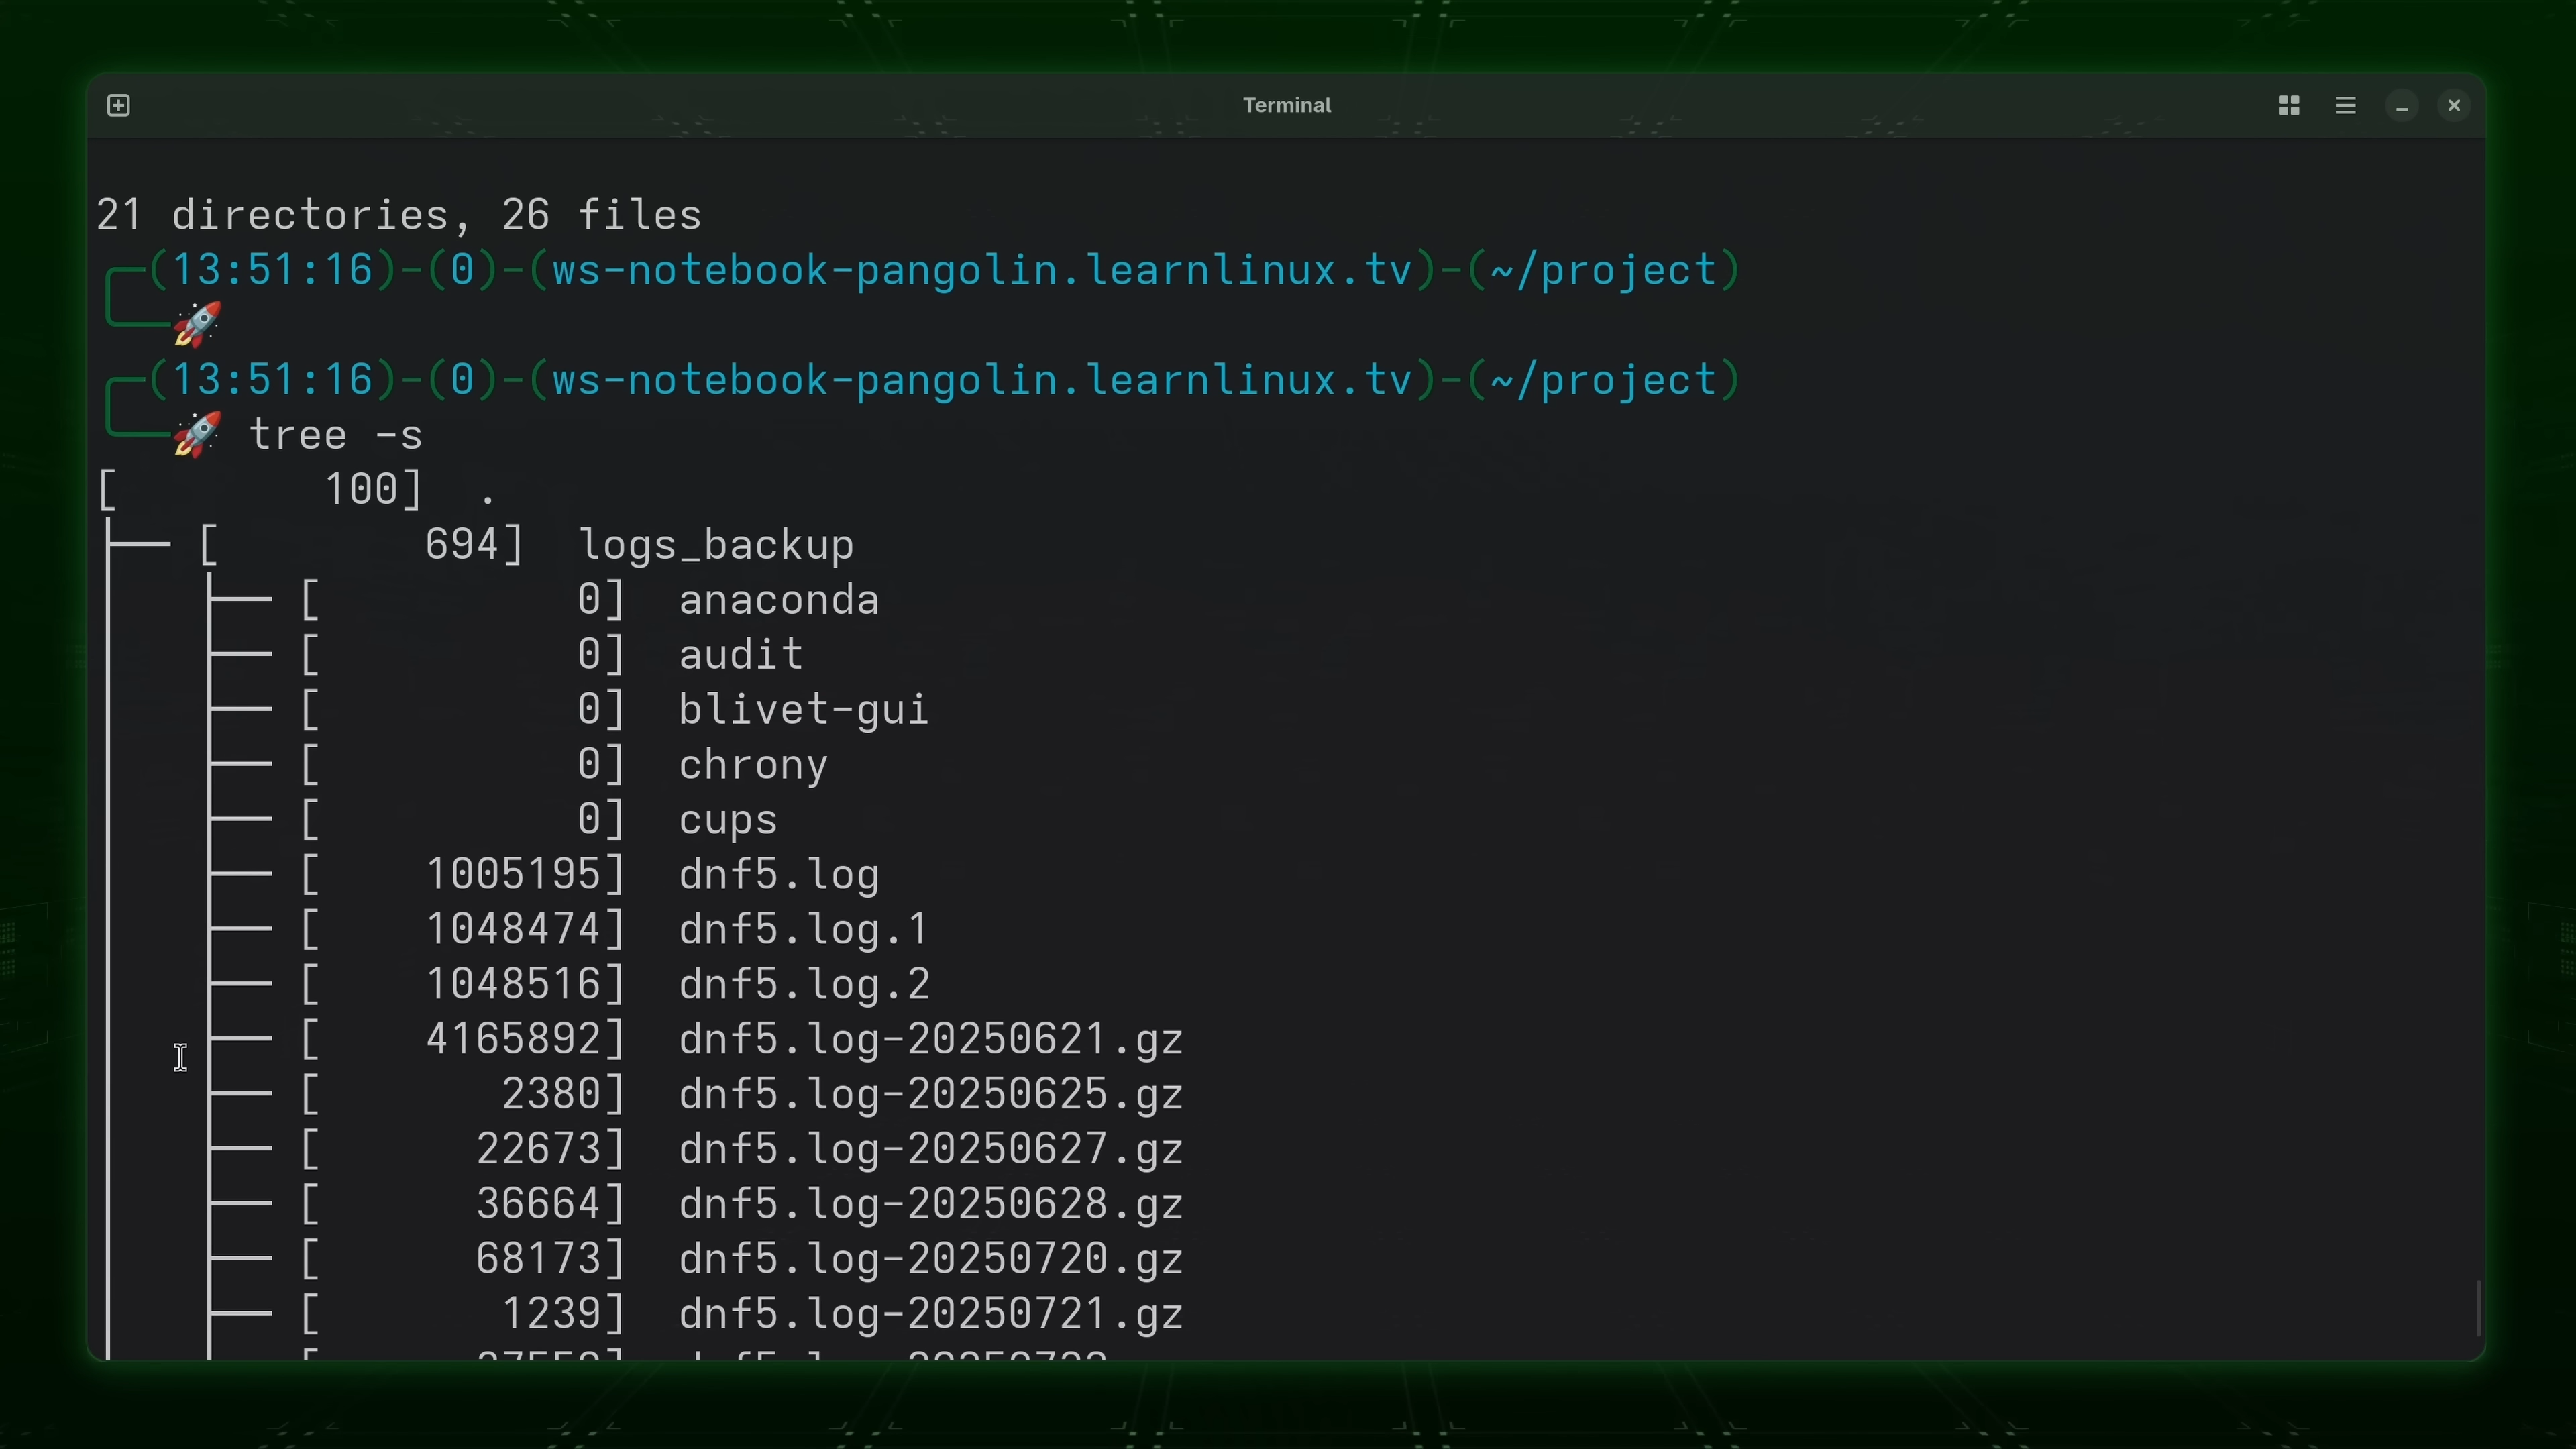 Terminal
21 directories, 26 files
(13:51:16)-(0)-(ws-notebook-pangolin.learnlinux.tv)-(~/project)
🚀
(13:51:16)-(0)-(ws-notebook-pangolin.learnlinux.tv)-(~/project)
🚀 tree -s
[        100]  .
├── [        694]  logs_backup
│   ├── [          0]  anaconda
│   ├── [          0]  audit
│   ├── [          0]  blivet-gui
│   ├── [          0]  chrony
│   ├── [          0]  cups
│   ├── [    1005195]  dnf5.log
│   ├── [    1048474]  dnf5.log.1
│   ├── [    1048516]  dnf5.log.2
│   ├── [    4165892]  dnf5.log-20250621.gz
│   ├── [       2380]  dnf5.log-20250625.gz
│   ├── [      22673]  dnf5.log-20250627.gz
│   ├── [      36664]  dnf5.log-20250628.gz
│   ├── [      68173]  dnf5.log-20250720.gz
│   ├── [       1239]  dnf5.log-20250721.gz